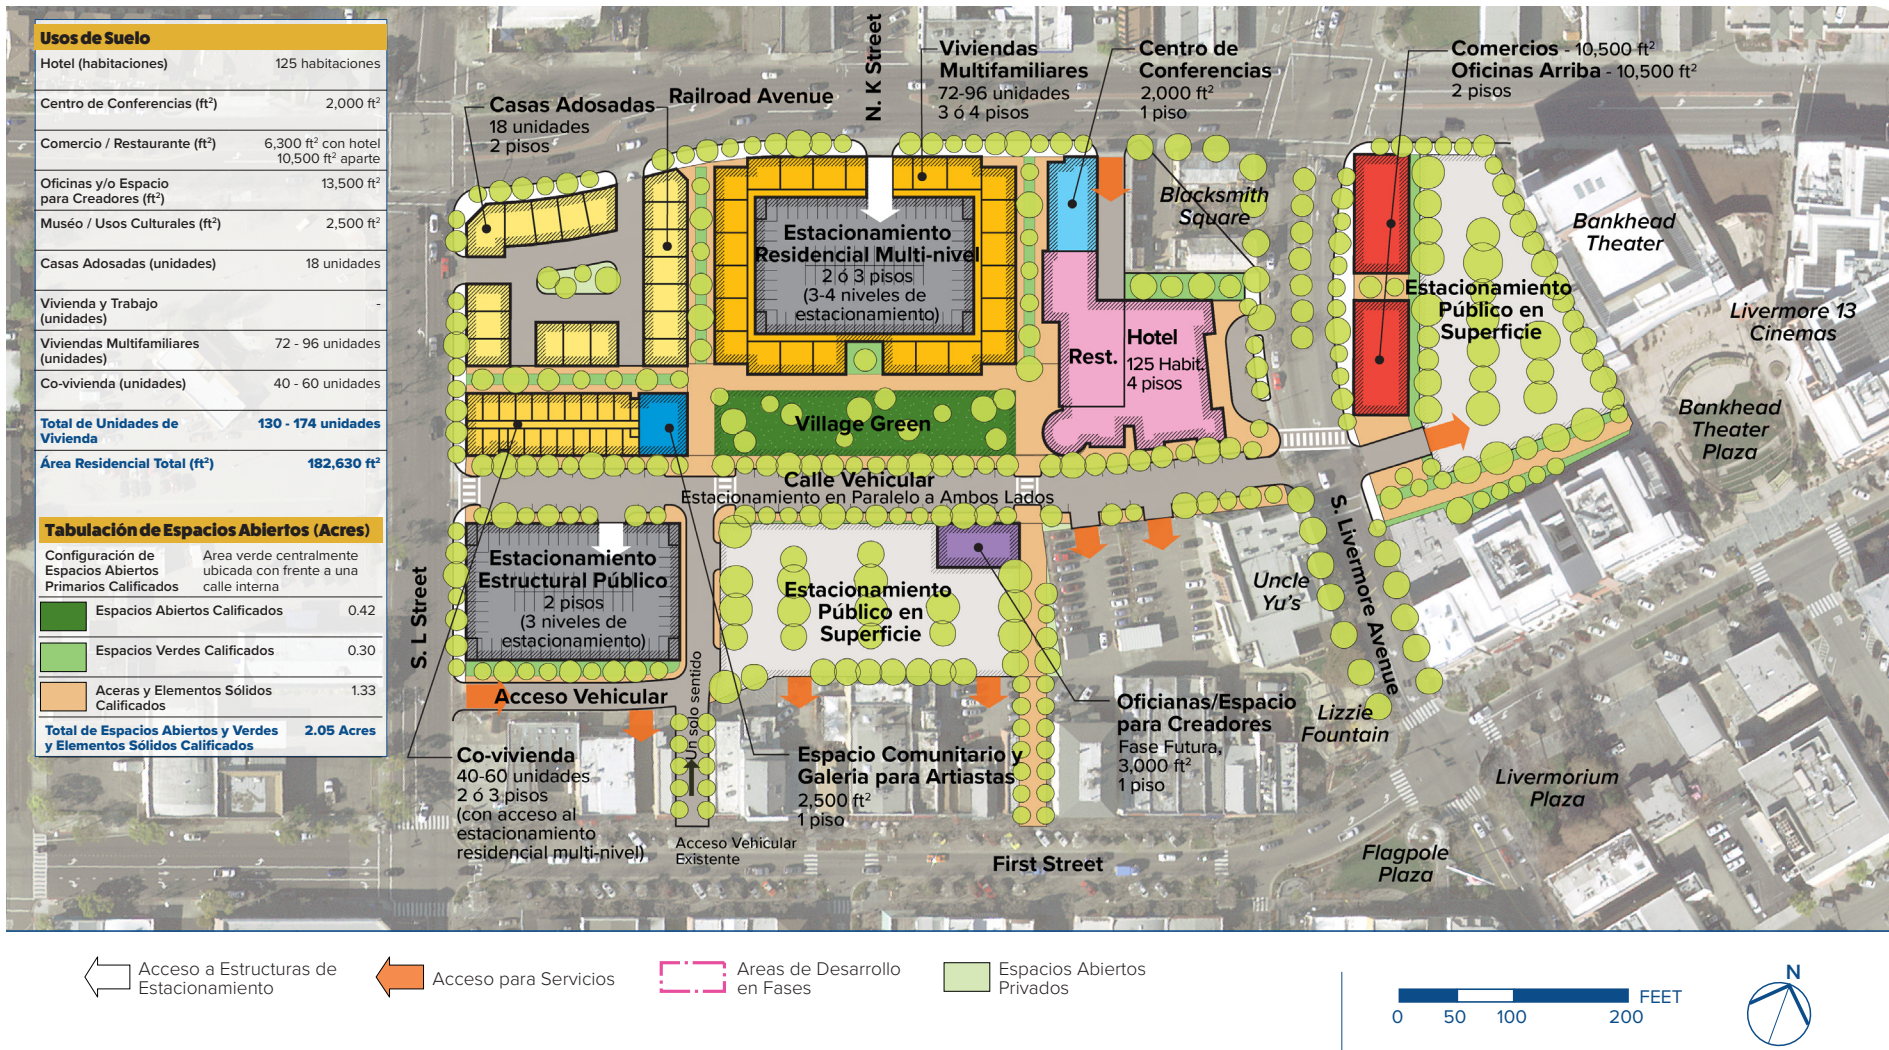 Usos de Suelo
Hotel (habitaciones) 125 habitaciones
Centro de Conferencias (ft²) 2,000 ft²
Comercio / Restaurante (ft²) 6,300 ft² con hotel
10,500 ft² aparte
Oficinas y/o Espacio 13,500 ft²
para Creadores (ft²)
Muséo / Usos Culturales (ft²) 2,500 ft²
Casas Adosadas (unidades) 18 unidades
Vivienda y Trabajo -
(unidades)
Viviendas Multifamiliares 72 - 96 unidades
(unidades)
Co-vivienda (unidades) 40 - 60 unidades
Total de Unidades de 130 - 174 unidades
Vivienda
Área Residencial Total (ft²) 182,630 ft²
Tabulación de Espacios Abiertos (Acres)
Configuración de Area verde centralmente
Espacios Abiertos ubicada con frente a una
Primarios Calificados calle interna
Espacios Abiertos Calificados 0.42
Espacios Verdes Calificados 0.30
Aceras y Elementos Sólidos 1.33
Calificados
Total de Espacios Abiertos y Verdes 2.05 Acres
y Elementos Sólidos Calificados
Casas Adosadas
18 unidades
2 pisos
Railroad Avenue
N. K Street
Viviendas
Multifamiliares
72-96 unidades
3 ó 4 pisos
Centro de
Conferencias
2,000 ft²
1 piso
Comercios - 10,500 ft²
Oficinas Arriba - 10,500 ft²
2 pisos
Blacksmith
Square
Bankhead
Theater
Livermore 13
Cinemas
Bankhead
Theater
Plaza
Estacionamiento
Residencial Multi-nivel
2 ó 3 pisos
(3-4 niveles de
estacionamiento)
Hotel
125 Habit.
4 pisos
Rest.
Estacionamiento
Público en
Superficie
Village Green
Calle Vehicular
Estacionamiento en Paralelo a Ambos Lados
S. L Street
Estacionamiento
Estructural Público
2 pisos
(3 niveles de
estacionamiento)
Estacionamiento
Público en
Superficie
Uncle
Yu's
S. Livermore Avenue
Acceso Vehicular
Un solo sentido
Co-vivienda
40-60 unidades
2 ó 3 pisos
(con acceso al
estacionamiento
residencial multi-nivel)
Acceso Vehicular
Existente
Espacio Comunitario y
Galeria para Artiastas
2,500 ft²
1 piso
Oficianas/Espacio
para Creadores
Fase Futura,
3,000 ft²
1 piso
Lizzie
Fountain
Livermorium
Plaza
Flagpole
Plaza
First Street
Acceso a Estructuras de
Estacionamiento
Acceso para Servicios
Areas de Desarrollo
en Fases
Espacios Abiertos
Privados
FEET
0 50 100 200
N